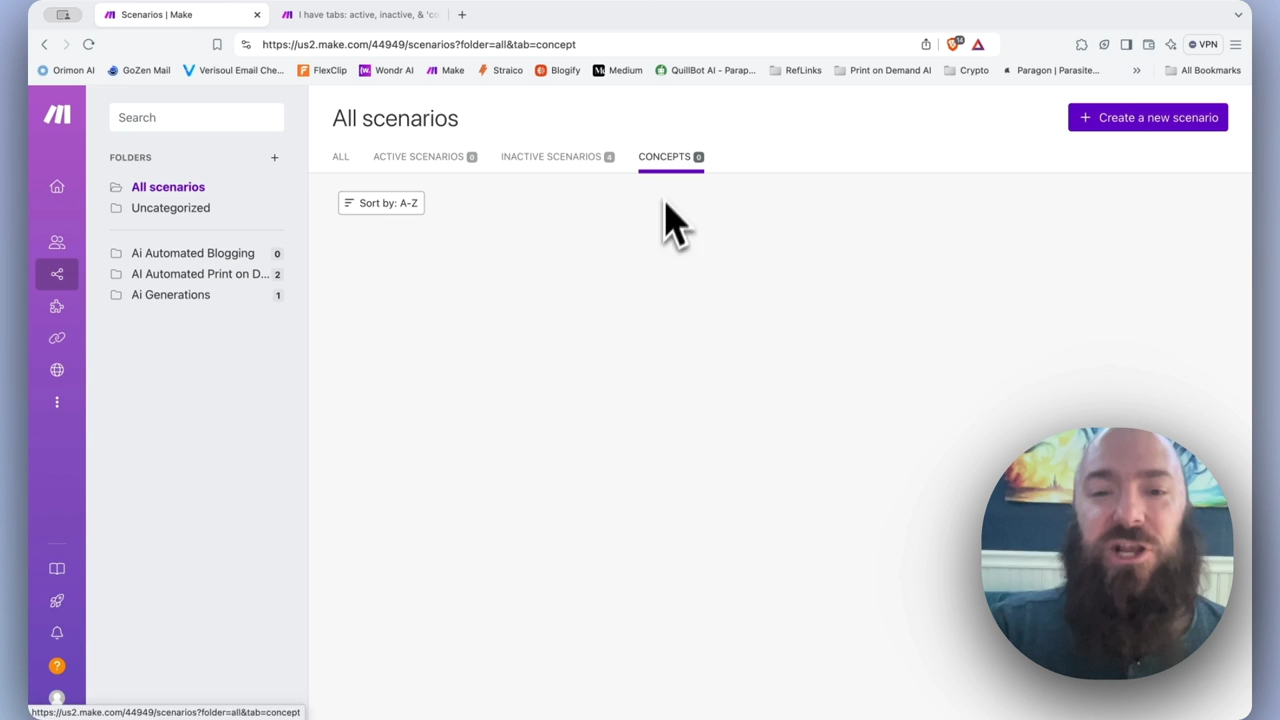 Scenarios | Make
I have tabs: active, inactive, & 'co
https://us2.make.com/44949/scenarios?folder=all&tab=concept
14
VPN
Orimon AI
GoZen Mail
Verisoul Email Che...
FlexClip
Wondr AI
Make
Straico
Blogify
Medium
QuillBot AI - Parap...
RefLinks
Print on Demand AI
Crypto
Paragon | Parasite...
All Bookmarks
Search
FOLDERS
All scenarios
Uncategorized
Ai Automated Blogging 0
AI Automated Print on D... 2
Ai Generations 1
All scenarios
Create a new scenario
ALL
ACTIVE SCENARIOS 0
INACTIVE SCENARIOS 4
CONCEPTS 0
Sort by: A-Z
https://us2.make.com/44949/scenarios?folder=all&tab=concept